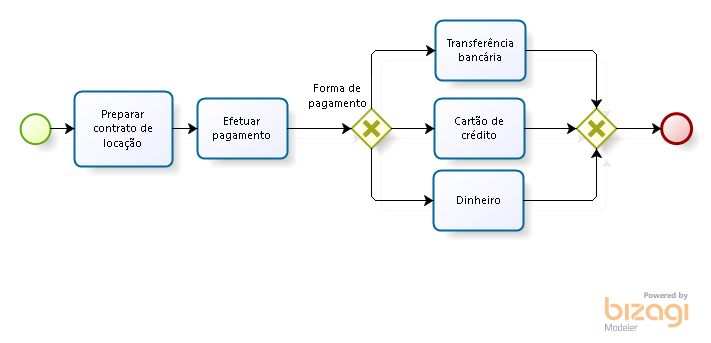 Preparar
contrato de
locação
Efetuar
pagamento
Forma de
pagamento
Transferência
bancária
Cartão de
crédito
Dinheiro
Powered by
bizagi
Modeler